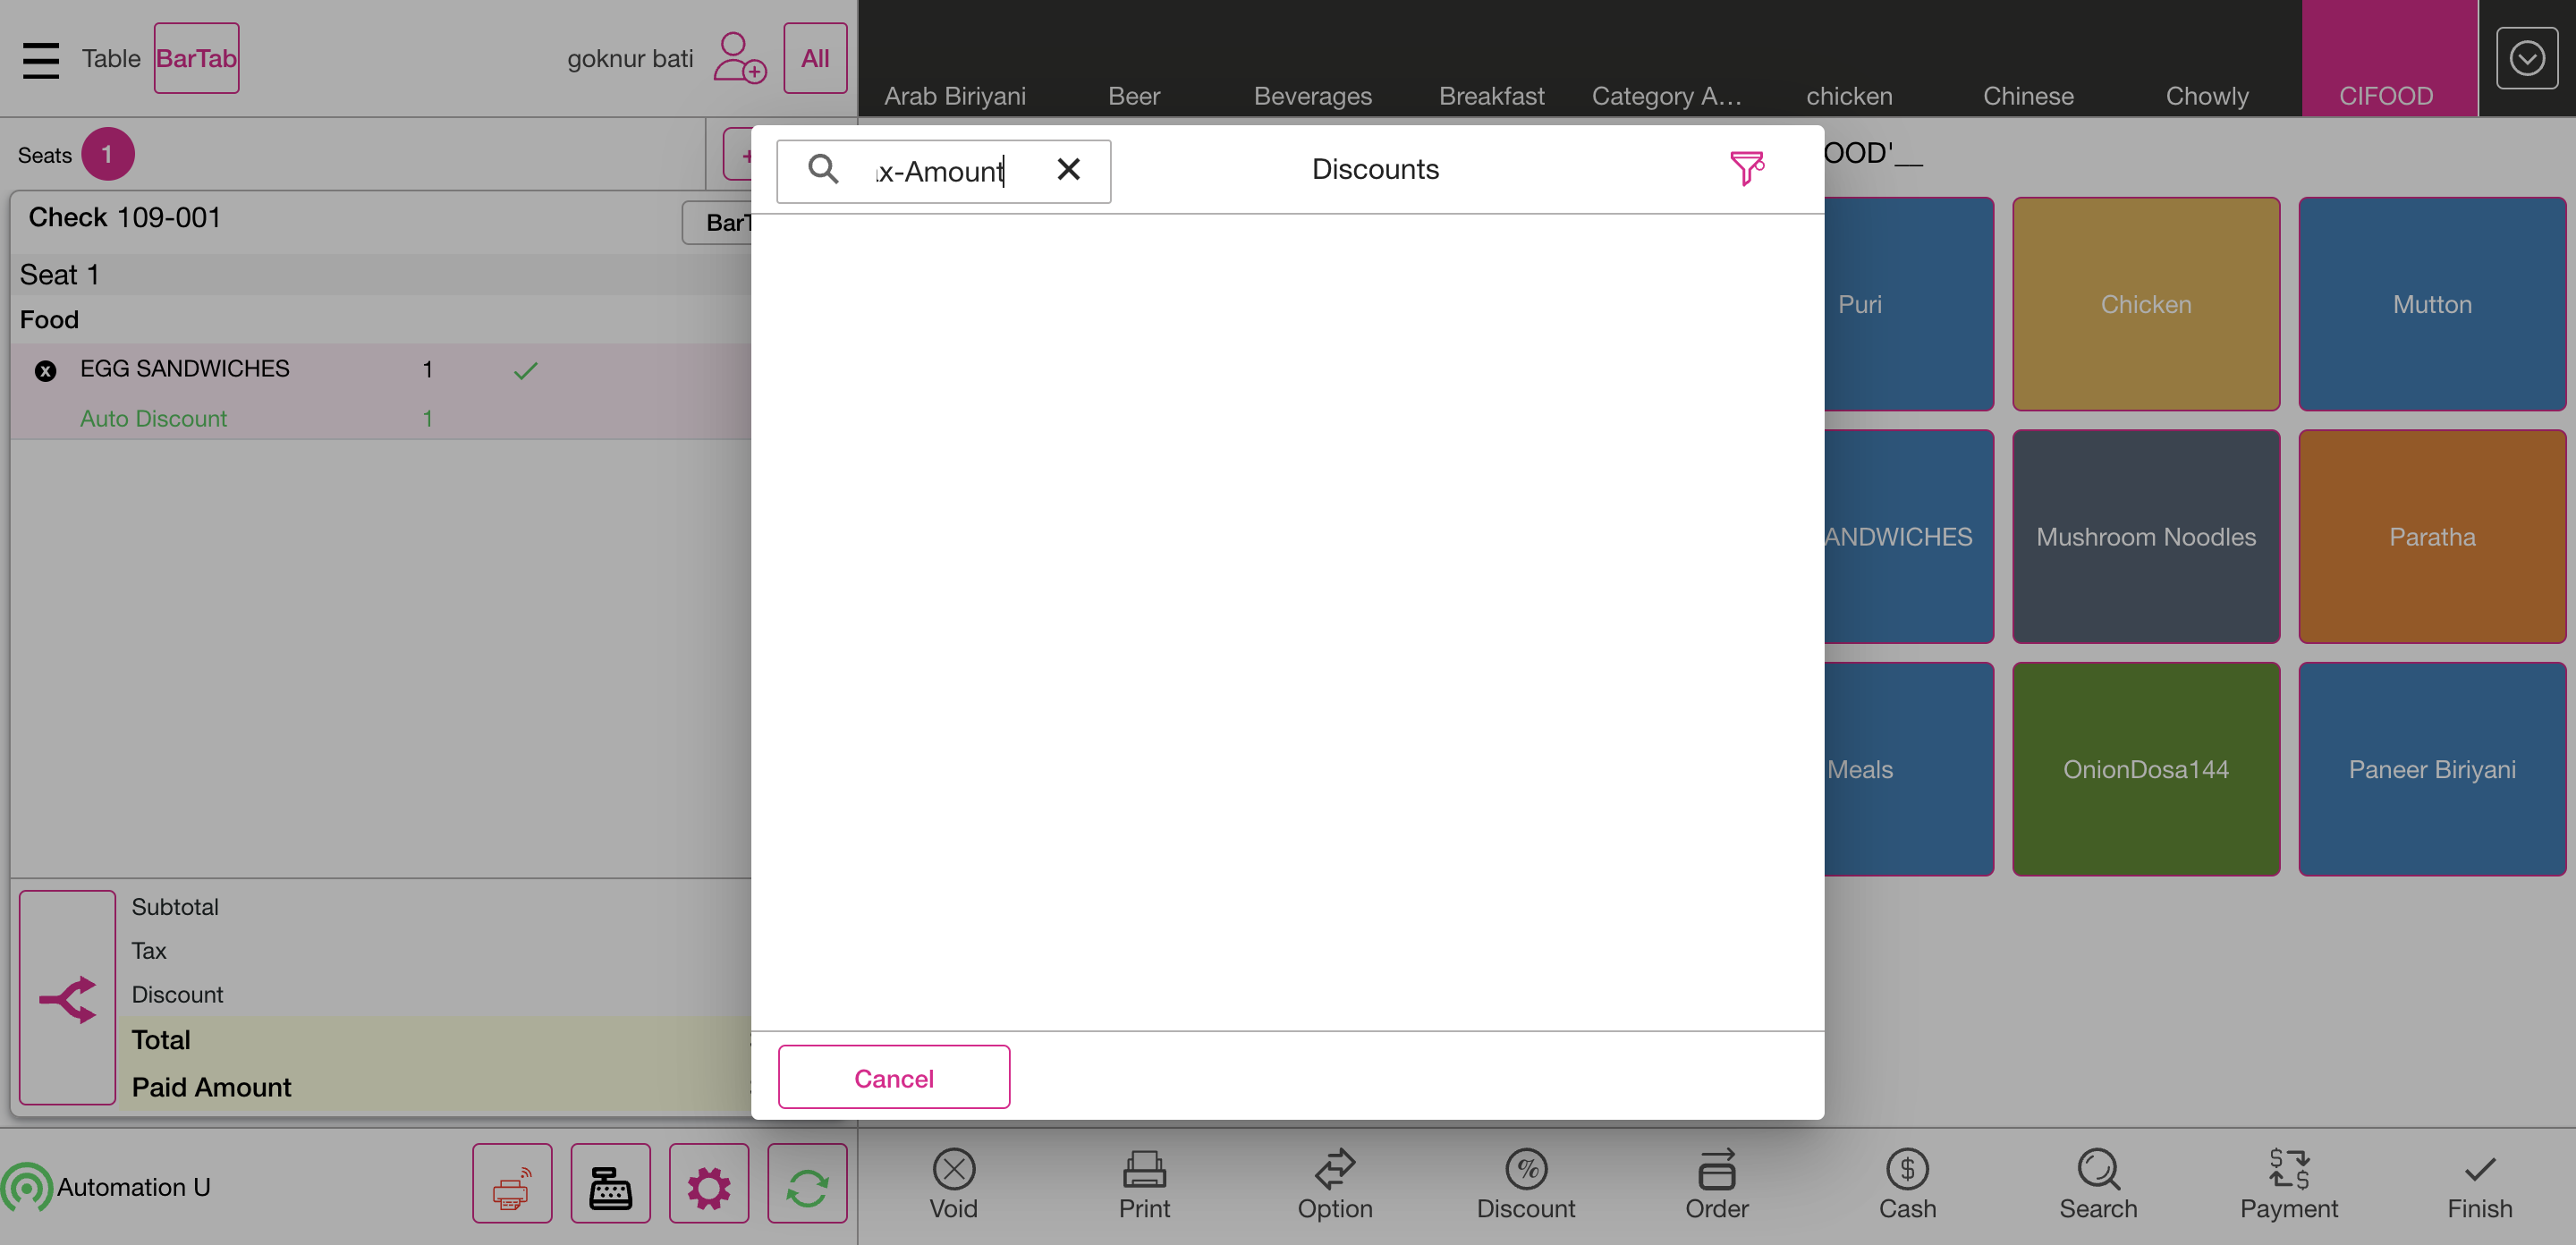 Table
BarTab
goknur bati
All
Arab Biriyani
Beer
Beverages
Breakfast
Category A...
chicken
Chinese
Chowly
CIFOOD
Seats 1
Check 109-001
BarT
Seat 1
Food
EGG SANDWICHES 1
Auto Discount 1
Subtotal
Tax
Discount
Total
Paid Amount
x-Amount
Discounts
Cancel
OOD'__
Puri
Chicken
Mutton
ANDWICHES
Mushroom Noodles
Paratha
Meals
OnionDosa144
Paneer Biriyani
Automation U
Void
Print
Option
Discount
Order
Cash
Search
Payment
Finish